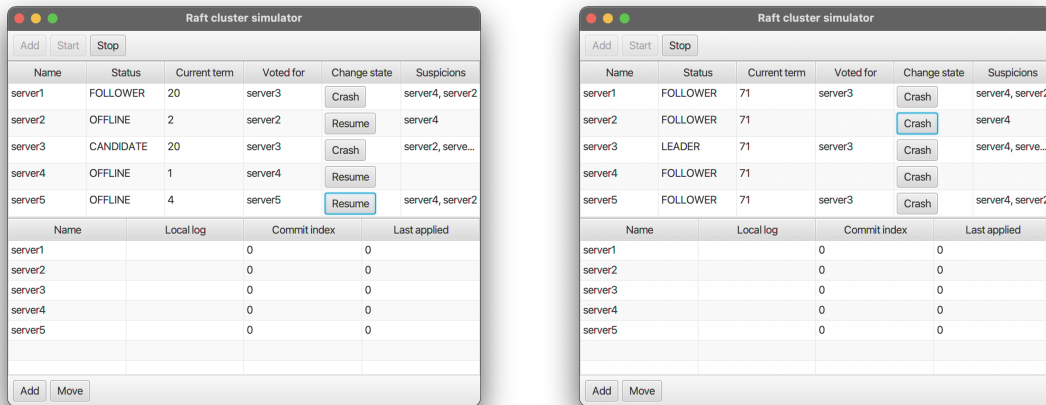 Raft cluster simulator
Add Start Stop
Name Status Current term Voted for Change state Suspicions
server1 FOLLOWER 20 server3 Crash server4, server2
server2 OFFLINE 2 server2 Resume server4
server3 CANDIDATE 20 server3 Crash server2, serve...
server4 OFFLINE 1 server4 Resume
server5 OFFLINE 4 server5 Resume server4, server2
Name Local log Commit index Last applied
server1 0 0
server2 0 0
server3 0 0
server4 0 0
server5 0 0
Add Move
Raft cluster simulator
Add Start Stop
Name Status Current term Voted for Change state Suspicions
server1 FOLLOWER 71 server3 Crash server4, server2
server2 FOLLOWER 71 Crash server4
server3 LEADER 71 server3 Crash server4, serve...
server4 FOLLOWER 71 Crash
server5 FOLLOWER 71 server3 Crash server4, server2
Name Local log Commit index Last applied
server1 0 0
server2 0 0
server3 0 0
server4 0 0
server5 0 0
Add Move